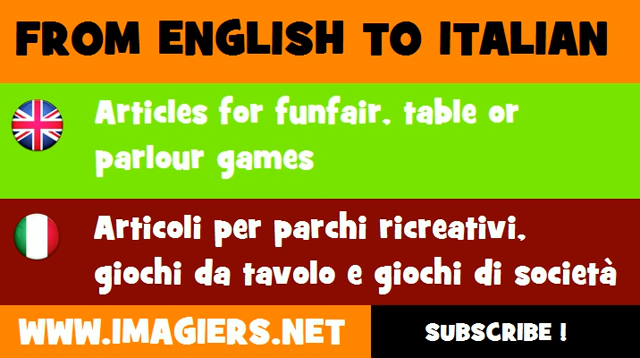 FROM ENGLISH TO ITALIAN
Articles for funfair, table or
parlour games
Articoli per parchi ricreativi,
giochi da tavolo e giochi di società
WWW.IMAGIERS.NET
SUBSCRIBE !